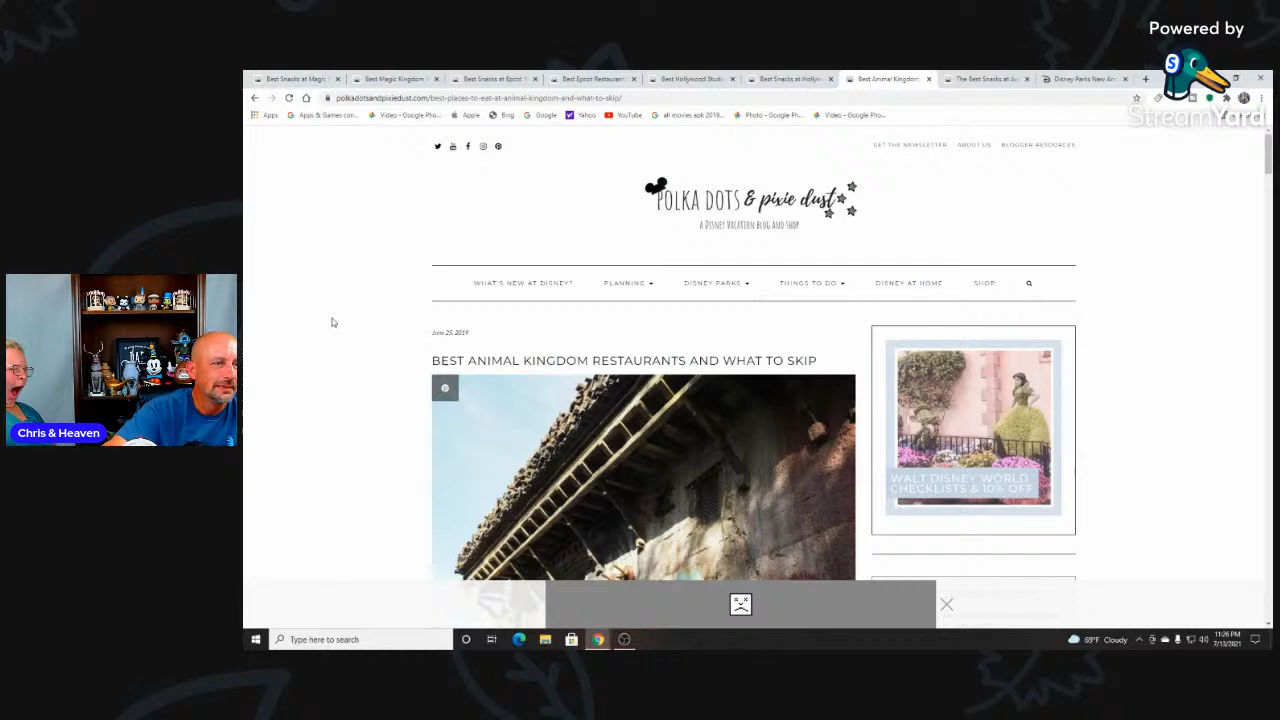 Powered by
StreamYard
Best Snacks at Magic
Best Magic Kingdom
Best Snacks at Epcot
Best Epcot Restaurant
Best Hollywood Studi
Best Snacks at Hollyw
Best Animal Kingdom
The Best Snacks at A
Disney Parks New An
polkadotsandpixiedust.com/best-places-to-eat-at-animal-kingdom-and-what-to-skip/
Apps
Apps & Games con...
Video - Google Pho...
Apple
Bing
Google
Yahoo
YouTube
all movies apk 2019...
Photo - Google Ph...
Video - Google Pho...
GET THE NEWSLETTER ABOUT US BLOGGER RESOURCES
POLKA DOTS & pixie dust
A DISNEY VACATION BLOG AND SHOP
WHAT'S NEW AT DISNEY? PLANNING DISNEY PARKS THINGS TO DO DISNEY AT HOME SHOP
June 25, 2019
BEST ANIMAL KINGDOM RESTAURANTS AND WHAT TO SKIP
WALT DISNEY WORLD
CHECKLISTS & 10% OFF
Chris & Heaven
Type here to search
69°F Cloudy
11:26 PM
7/13/2021